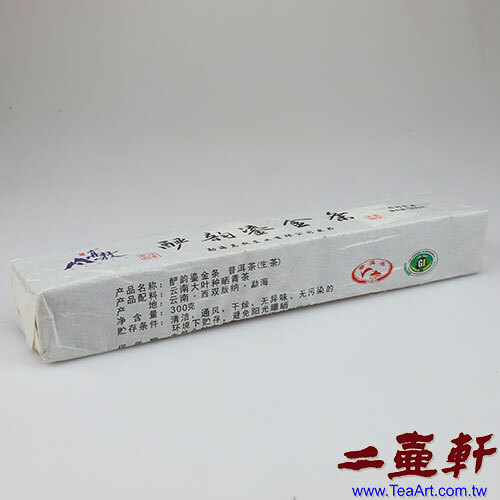 酽韵鎏金条
产品名称: 酽韵鎏金条 普洱茶(生茶)
产品配料: 云南大叶种晒青茶
产 地: 云南·西双版纳·勐海
净 含 量: 300克
贮存条件: 清洁、通风、干燥、无异味、无污染的
环境下贮存,避免阳光曝晒
GI
二壺軒
www.TeaArt.com.tw